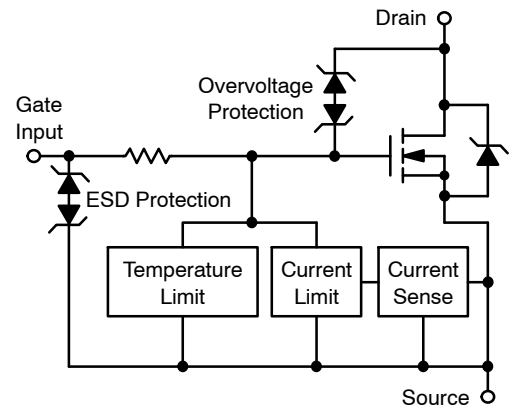 Drain
Overvoltage
Protection
Gate
Input
ESD Protection
Temperature
Limit
Current
Limit
Current
Sense
Source